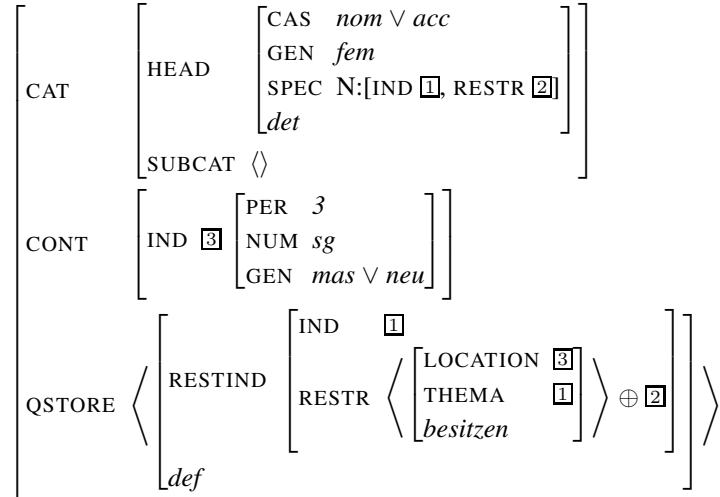 CAS nom ∨ acc
GEN fem
HEAD SPEC N:[IND 1, RESTR 2]
CAT det
SUBCAT ⟨⟩
PER 3
CONT IND 3 NUM sg
GEN mas ∨ neu
IND 1
LOCATION 3
RESTIND RESTR ⟨ THEMA 1 ⟩ ⊕ 2
QSTORE ⟨ besitzen ⟩
def